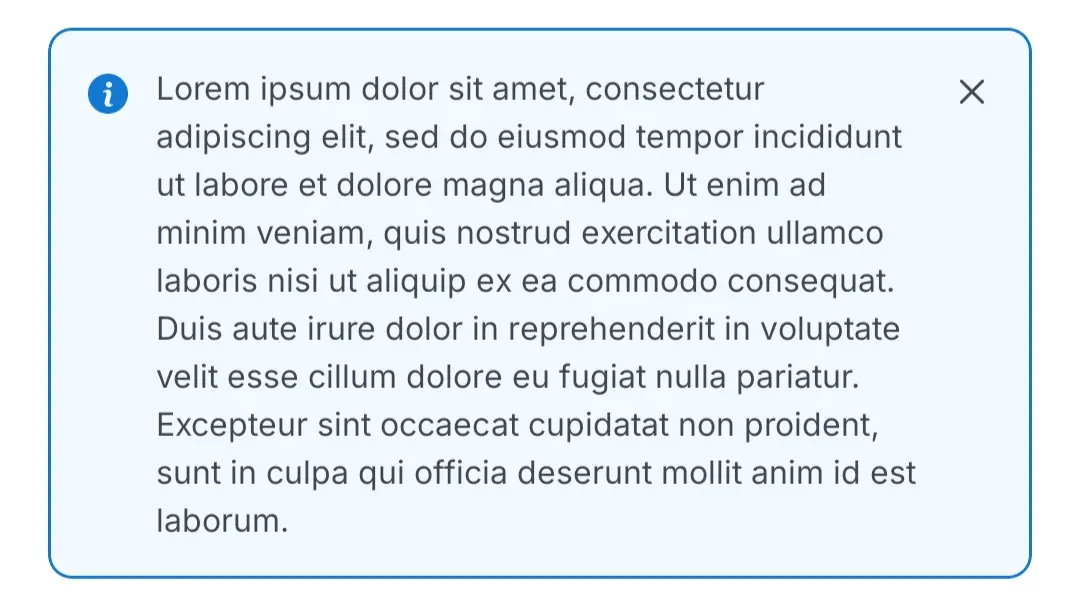 Lorem ipsum dolor sit amet, consectetur
adipiscing elit, sed do eiusmod tempor incididunt
ut labore et dolore magna aliqua. Ut enim ad
minim veniam, quis nostrud exercitation ullamco
laboris nisi ut aliquip ex ea commodo consequat.
Duis aute irure dolor in reprehenderit in voluptate
velit esse cillum dolore eu fugiat nulla pariatur.
Excepteur sint occaecat cupidatat non proident,
sunt in culpa qui officia deserunt mollit anim id est
laborum.